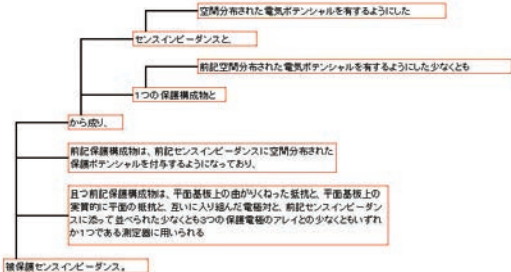 空間分布された電気ポテンシャルを有するようにした
センスインピーダンスと、
前記空間分布された電気ポテンシャルを有するようにした少なくとも
1つの保護構成物と
から成り、
前記保護構成物は、前記センスインピーダンスに空間分布された
保護ポテンシャルを付与するようになっており、
且つ前記保護構成物は、平面基板上の曲がりくねった抵抗と、平面基板上の
実質的に平面の抵抗と、互いに入り組んだ電極対と、前記センスインピーダン
スに添って並べられた少なくとも3つの保護電極のアレイとの少なくともいずれ
か1つである測定器に用いられる
被保護センスインピーダンス。